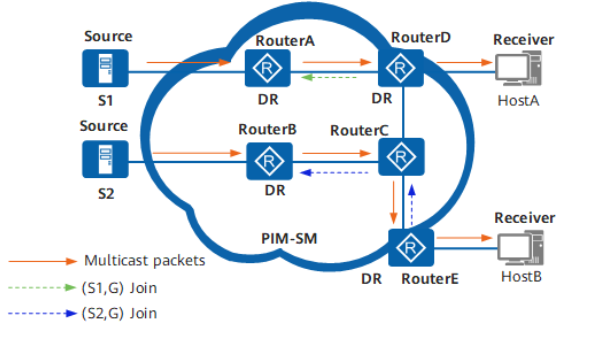 Source
RouterA
RouterD
Receiver
R
R
S1
DR
DR
HostA
Source
RouterB
RouterC
R
R
S2
DR
Receiver
PIM-SM
R
Multicast packets
DR
RouterE
HostB
(S1,G) Join
(S2,G) Join